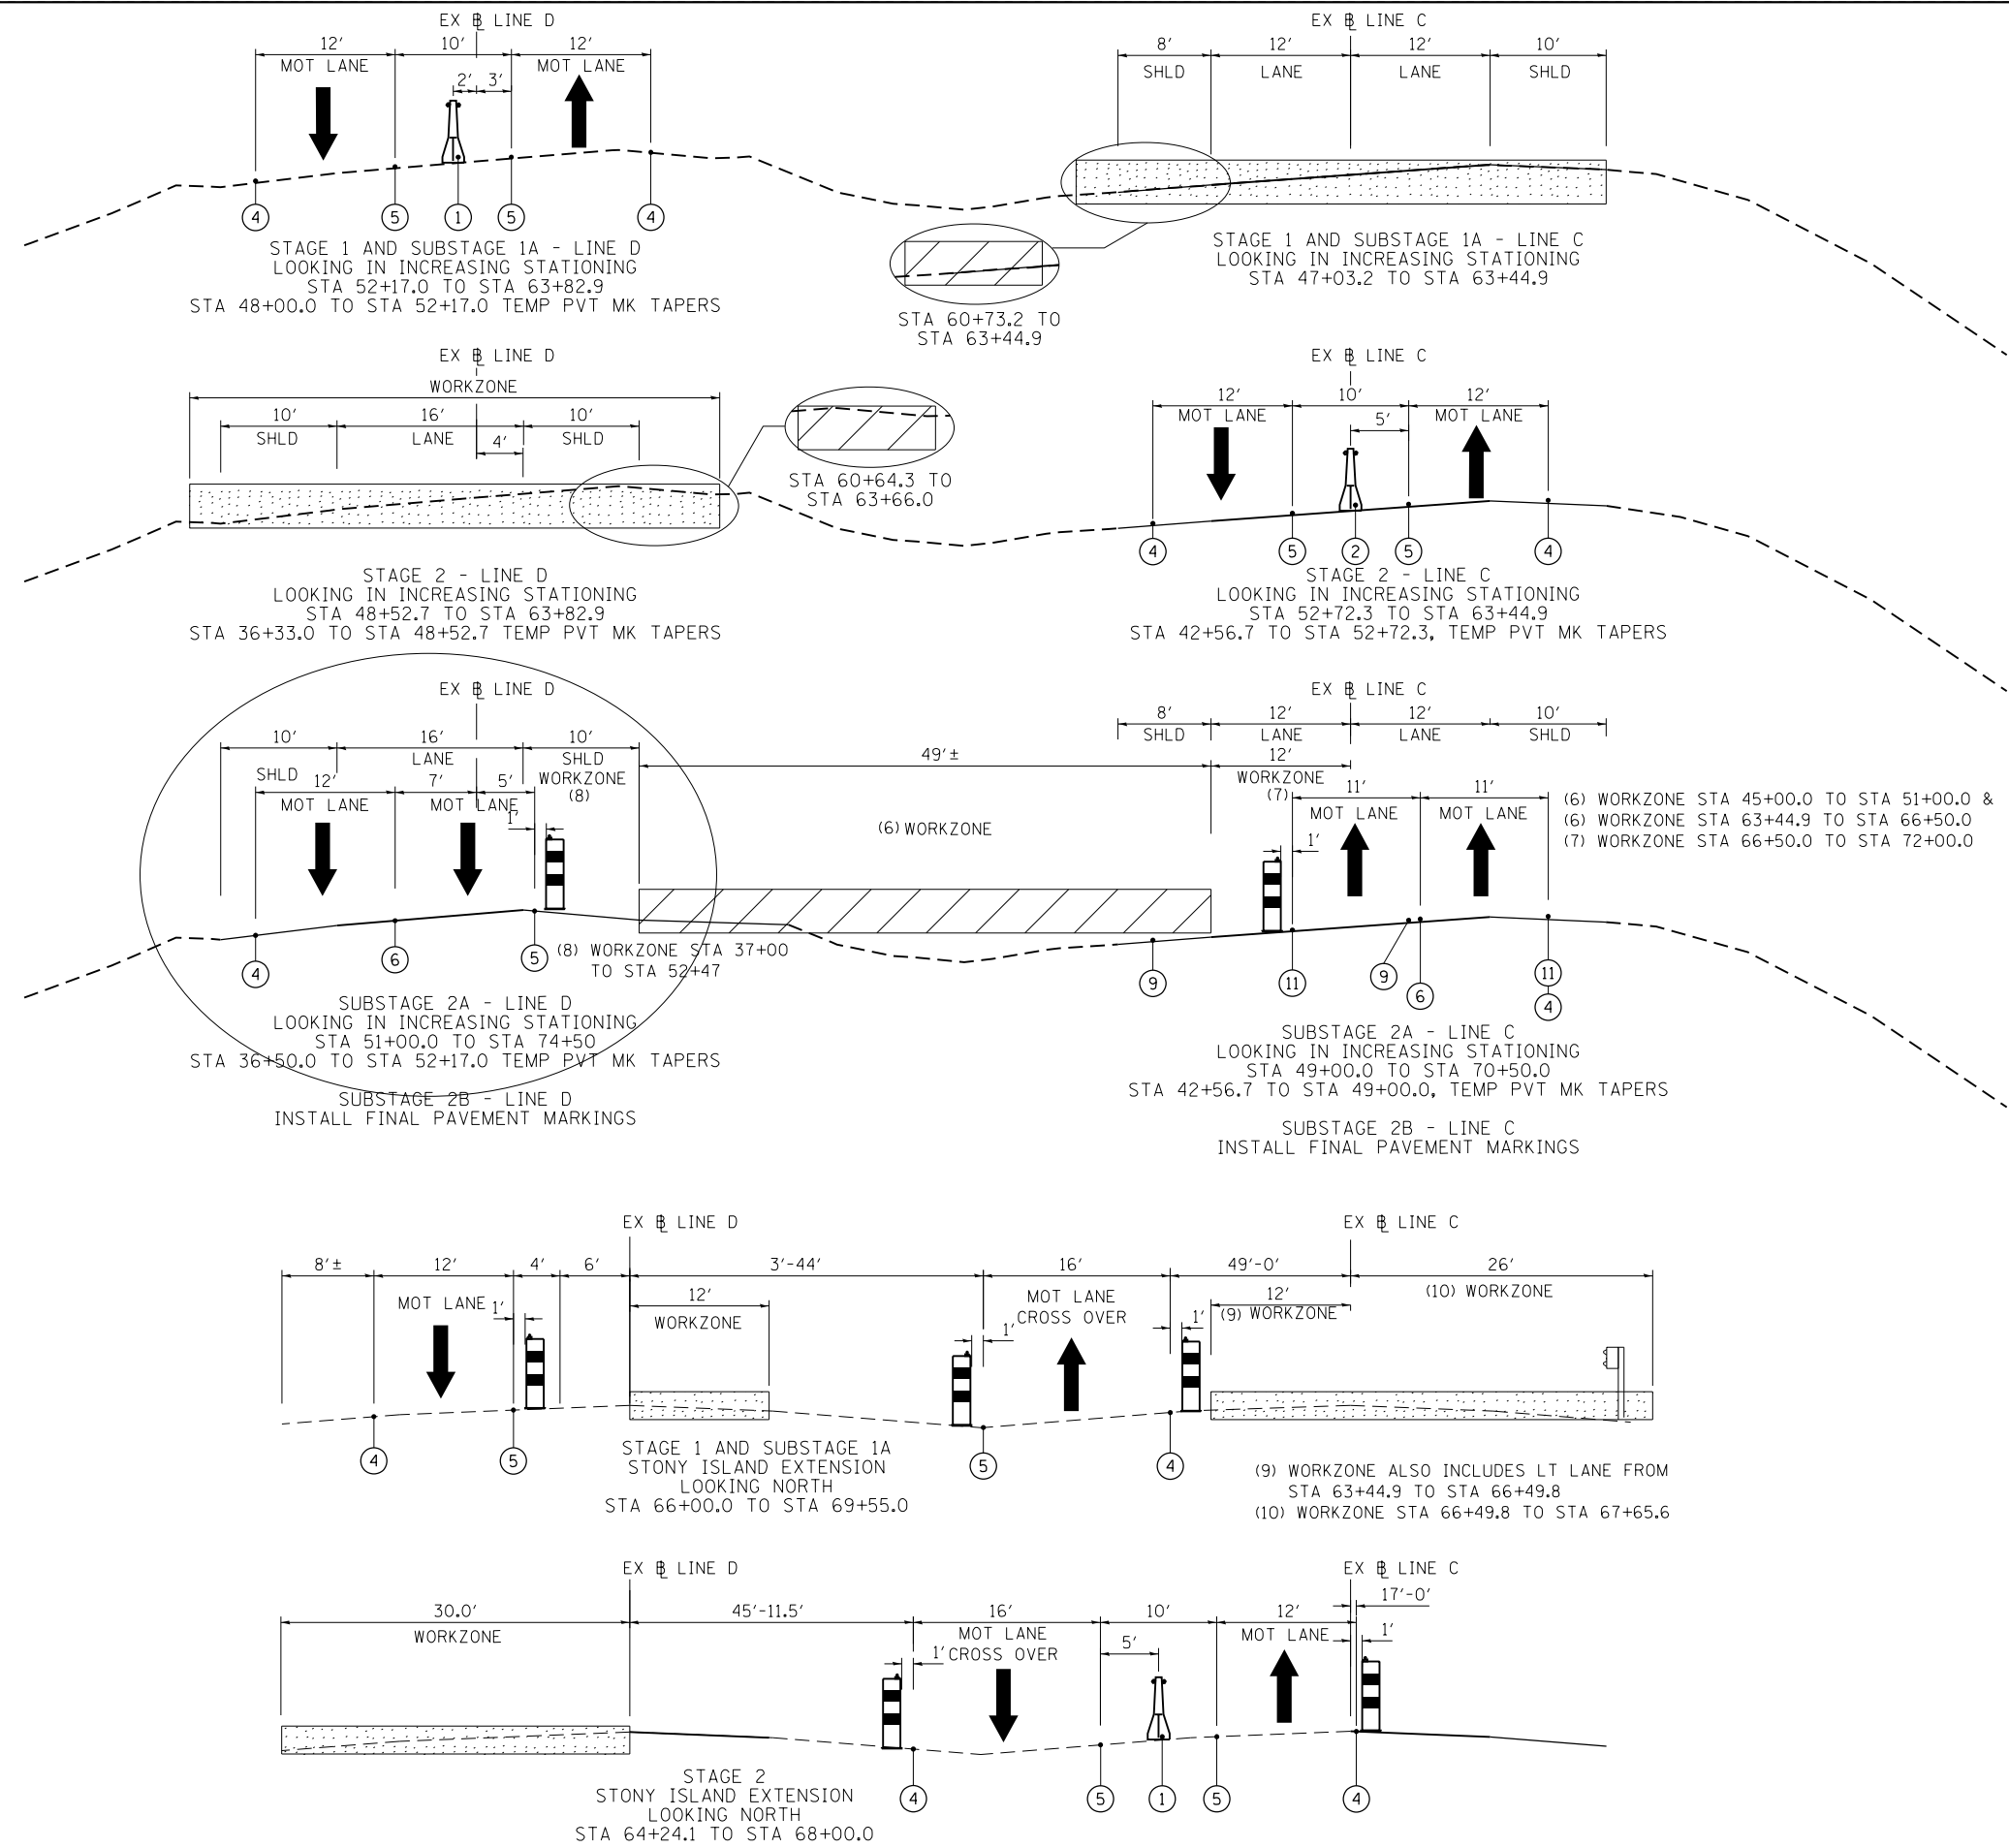 EX ℄ LINE D
12' 10' 12'
MOT LANE MOT LANE
2' 3'
4 5 1 5 4
STAGE 1 AND SUBSTAGE 1A - LINE D
LOOKING IN INCREASING STATIONING
STA 52+17.0 TO STA 63+82.9
STA 48+00.0 TO STA 52+17.0 TEMP PVT MK TAPERS
EX ℄ LINE C
8' 12' 12' 10'
SHLD LANE LANE SHLD
STAGE 1 AND SUBSTAGE 1A - LINE C
LOOKING IN INCREASING STATIONING
STA 47+03.2 TO STA 63+44.9
STA 60+73.2 TO
STA 63+44.9
EX ℄ LINE D
WORKZONE
10' 16' 10'
SHLD LANE SHLD
4'
STA 60+64.3 TO
STA 63+66.0
STAGE 2 - LINE D
LOOKING IN INCREASING STATIONING
STA 48+52.7 TO STA 63+82.9
STA 36+33.0 TO STA 48+52.7 TEMP PVT MK TAPERS
EX ℄ LINE C
12' 10' 12'
MOT LANE MOT LANE
5'
4 5 2 5 4
STAGE 2 - LINE C
LOOKING IN INCREASING STATIONING
STA 52+72.3 TO STA 63+44.9
STA 42+56.7 TO STA 52+72.3, TEMP PVT MK TAPERS
EX ℄ LINE D
10' 16' 10'
SHLD LANE SHLD
WORKZONE
(8)
12' 7' 5'
MOT LANE MOT LANE
1'
49'±
(6) WORKZONE
4 6 5
(8) WORKZONE STA 37+00
TO STA 52+47
SUBSTAGE 2A - LINE D
LOOKING IN INCREASING STATIONING
STA 51+00.0 TO STA 74+50
STA 36+50.0 TO STA 52+17.0 TEMP PVT MK TAPERS
SUBSTAGE 2B - LINE D
INSTALL FINAL PAVEMENT MARKINGS
EX ℄ LINE C
8' 12' 12' 10'
SHLD LANE LANE SHLD
12'
WORKZONE
(7)
11' 11'
MOT LANE MOT LANE
1'
(6) WORKZONE STA 45+00.0 TO STA 51+00.0 &
(6) WORKZONE STA 63+44.9 TO STA 66+50.0
(7) WORKZONE STA 66+50.0 TO STA 72+00.0
9 11 9 6 11
4
SUBSTAGE 2A - LINE C
LOOKING IN INCREASING STATIONING
STA 49+00.0 TO STA 70+50.0
STA 42+56.7 TO STA 49+00.0, TEMP PVT MK TAPERS
SUBSTAGE 2B - LINE C
INSTALL FINAL PAVEMENT MARKINGS
EX ℄ LINE D EX ℄ LINE C
8'± 12' 4' 6' 3'-44' 16' 49'-0' 26'
MOT LANE 1' 12' WORKZONE
MOT LANE
CROSS OVER
1' 1'
12'
(9) WORKZONE
(10) WORKZONE
4 5 5 4
STAGE 1 AND SUBSTAGE 1A
STONY ISLAND EXTENSION
LOOKING NORTH
STA 66+00.0 TO STA 69+55.0
(9) WORKZONE ALSO INCLUDES LT LANE FROM
STA 63+44.9 TO STA 66+49.8
(10) WORKZONE STA 66+49.8 TO STA 67+65.6
EX ℄ LINE D EX ℄ LINE C
17'-0'
30.0' 45'-11.5' 16' 10' 12'
WORKZONE
MOT LANE
CROSS OVER
1' 5' MOT LANE 1'
4 5 1 5 4
STAGE 2
STONY ISLAND EXTENSION
LOOKING NORTH
STA 64+24.1 TO STA 68+00.0